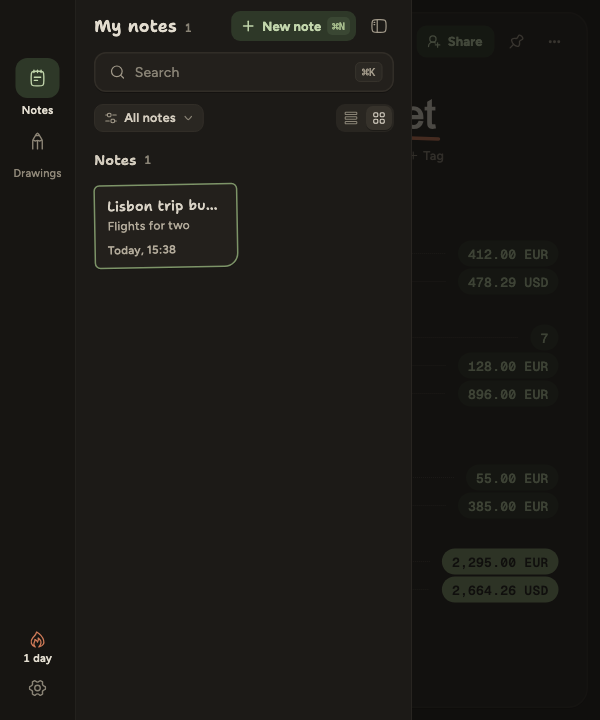 My notes 1
+ New note ⌘N
Search ⌘K
All notes
Notes 1
Lisbon trip bu...
Flights for two
Today, 15:38
Notes
Drawings
1 day
Share
et
+ Tag
412.00 EUR
478.29 USD
7
128.00 EUR
896.00 EUR
55.00 EUR
385.00 EUR
2,295.00 EUR
2,664.26 USD